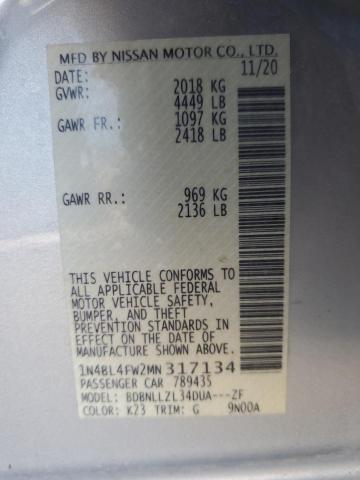 MFD BY NISSAN MOTOR CO., LTD.
DATE: 11/20
GVWR: 2018 KG
4449 LB
GAWR FR.: 1097 KG
2418 LB
GAWR RR.: 969 KG
2136 LB
THIS VEHICLE CONFORMS TO
ALL APPLICABLE FEDERAL
MOTOR VEHICLE SAFETY,
BUMPER, AND THEFT
PREVENTION STANDARDS IN
EFFECT ON THE DATE OF
MANUFACTURE SHOWN ABOVE.
1N4BL4FW2MN317134
PASSENGER CAR 789435
MODEL: BDBNLLZL34DUA---ZF
COLOR: K23 TRIM: G 9N00A